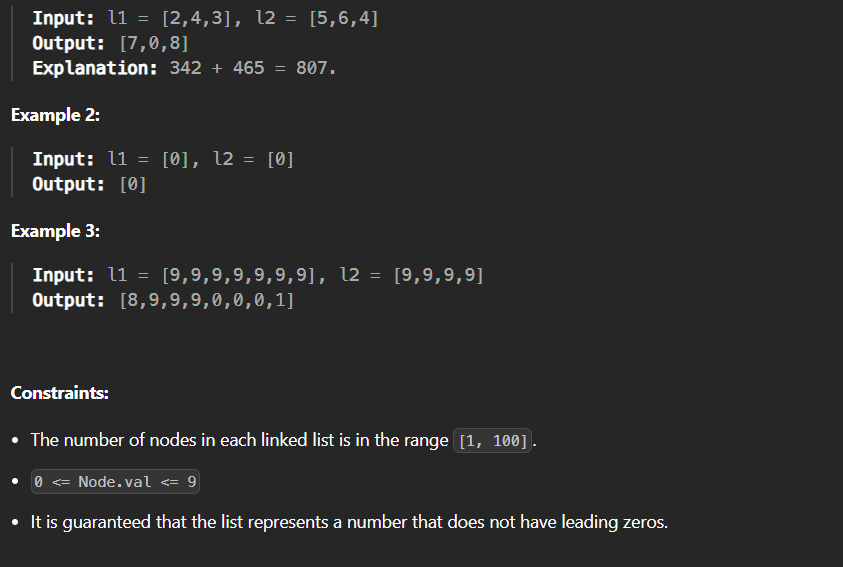 Input: l1 = [2,4,3], l2 = [5,6,4]
Output: [7,0,8]
Explanation: 342 + 465 = 807.
Example 2:
Input: l1 = [0], l2 = [0]
Output: [0]
Example 3:
Input: l1 = [9,9,9,9,9,9,9], l2 = [9,9,9,9]
Output: [8,9,9,9,0,0,0,1]
Constraints:
• The number of nodes in each linked list is in the range [1, 100].
• 0 <= Node.val <= 9
• It is guaranteed that the list represents a number that does not have leading zeros.